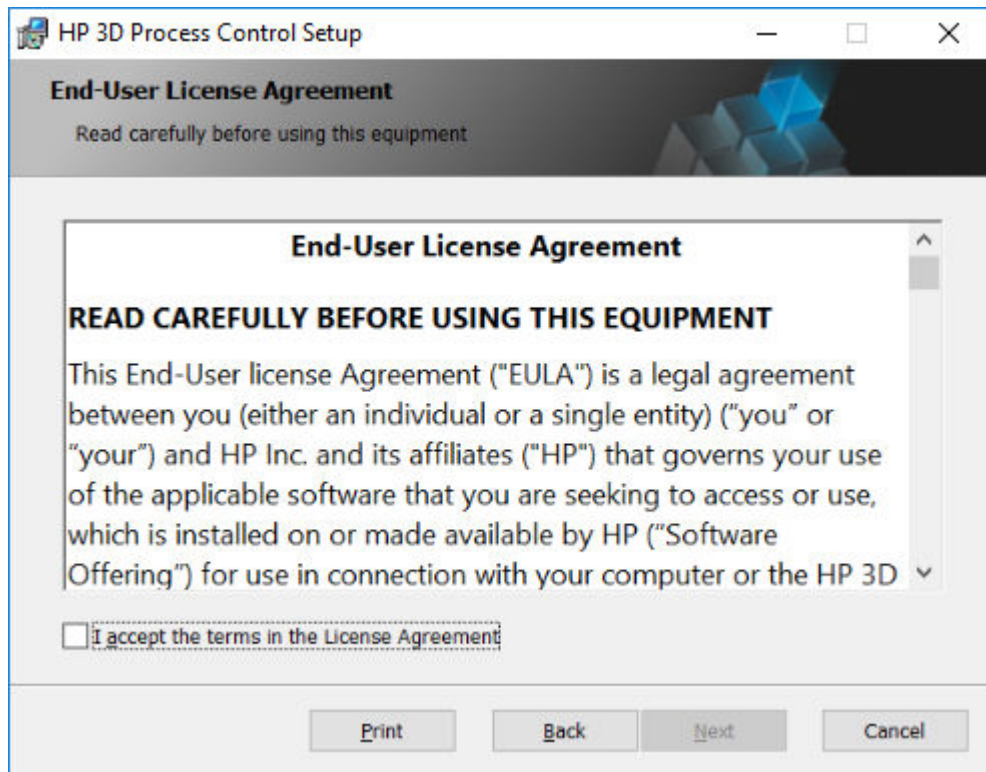 HP 3D Process Control Setup
End-User License Agreement
Read carefully before using this equipment
End-User License Agreement
READ CAREFULLY BEFORE USING THIS EQUIPMENT
This End-User license Agreement ("EULA") is a legal agreement
between you (either an individual or a single entity) (“you” or
“your”) and HP Inc. and its affiliates ("HP") that governs your use
of the applicable software that you are seeking to access or use,
which is installed on or made available by HP (“Software
Offering”) for use in connection with your computer or the HP 3D
I accept the terms in the License Agreement
Print Back Next Cancel